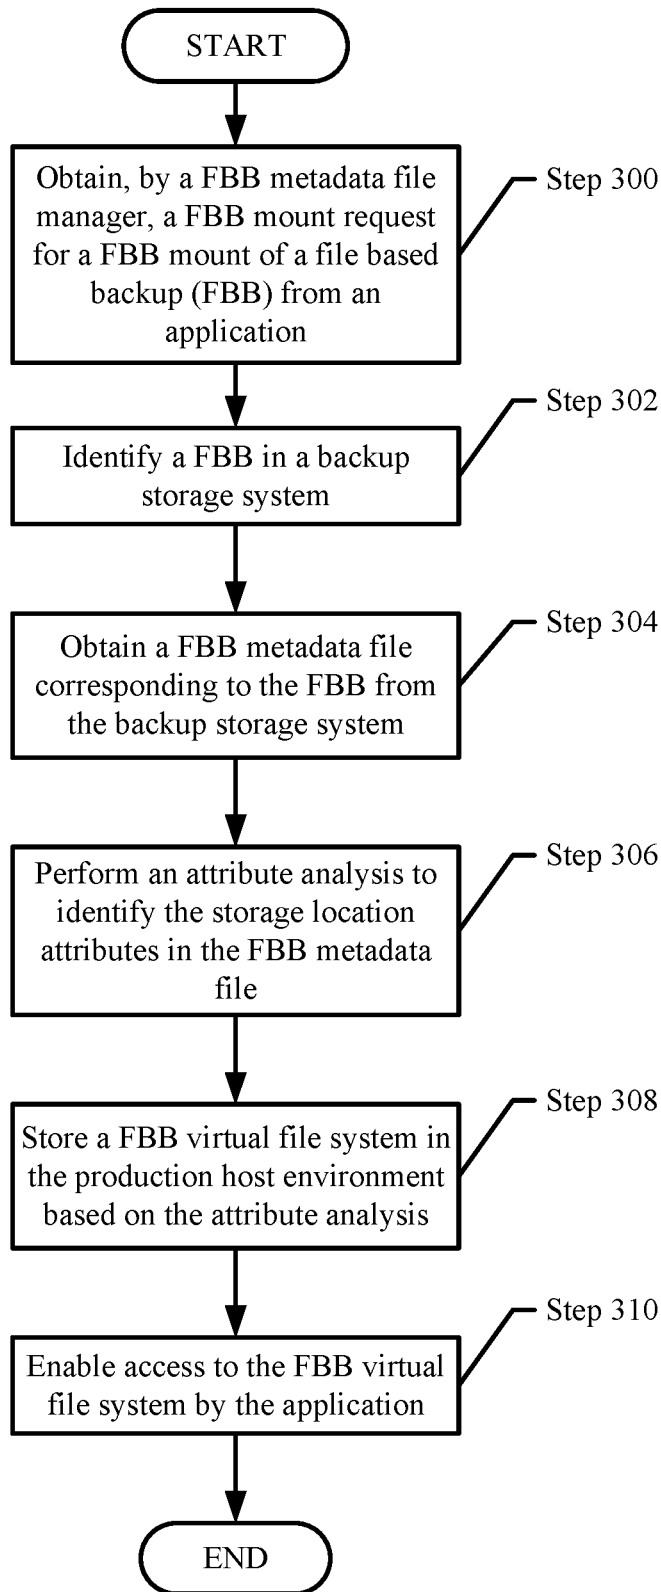 START
Obtain, by a FBB metadata file
manager, a FBB mount request
for a FBB mount of a file based
backup (FBB) from an
application
Step 300
Identify a FBB in a backup
storage system
Step 302
Obtain a FBB metadata file
corresponding to the FBB from
the backup storage system
Step 304
Perform an attribute analysis to
identify the storage location
attributes in the FBB metadata
file
Step 306
Store a FBB virtual file system in
the production host environment
based on the attribute analysis
Step 308
Enable access to the FBB virtual
file system by the application
Step 310
END